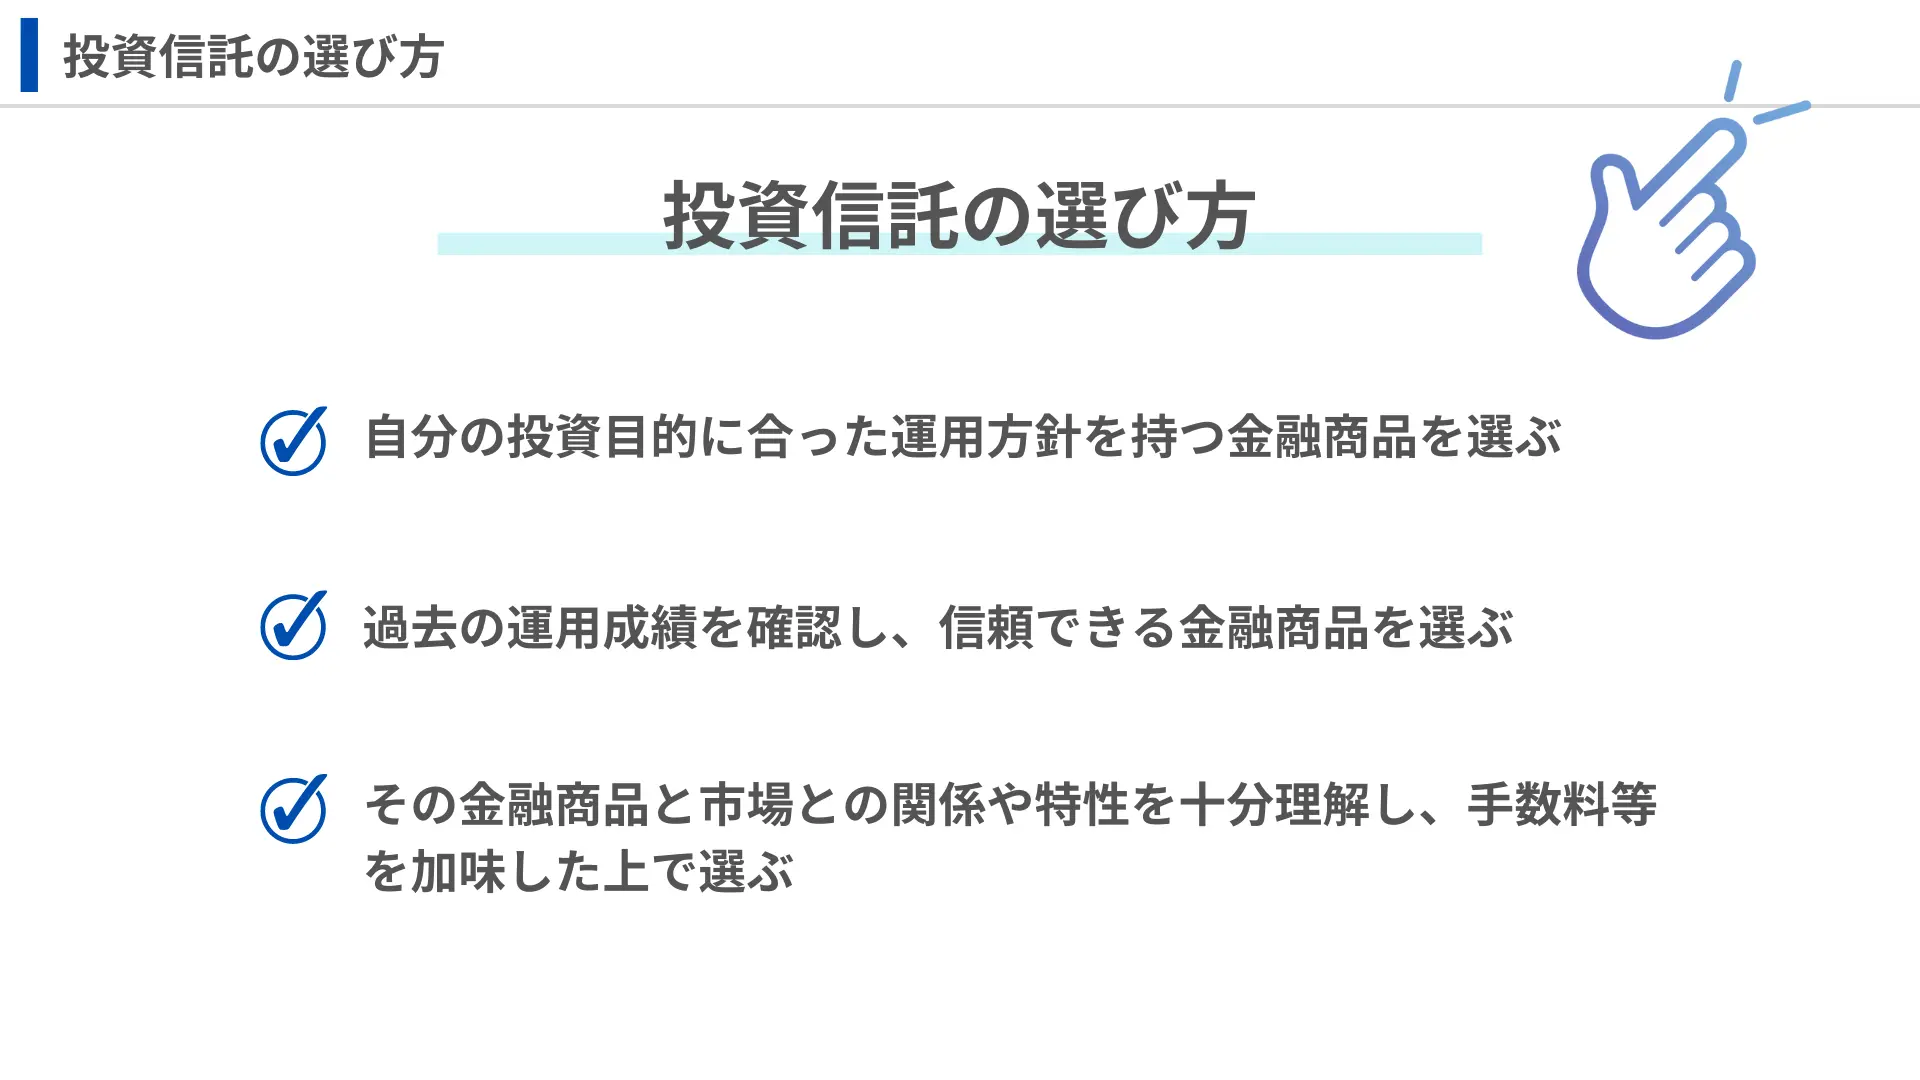 投資信託の選び方
投資信託の選び方
自分の投資目的に合った運用方針を持つ金融商品を選ぶ
過去の運用成績を確認し、信頼できる金融商品を選ぶ
その金融商品と市場との関係や特性を十分理解し、手数料等
を加味した上で選ぶ